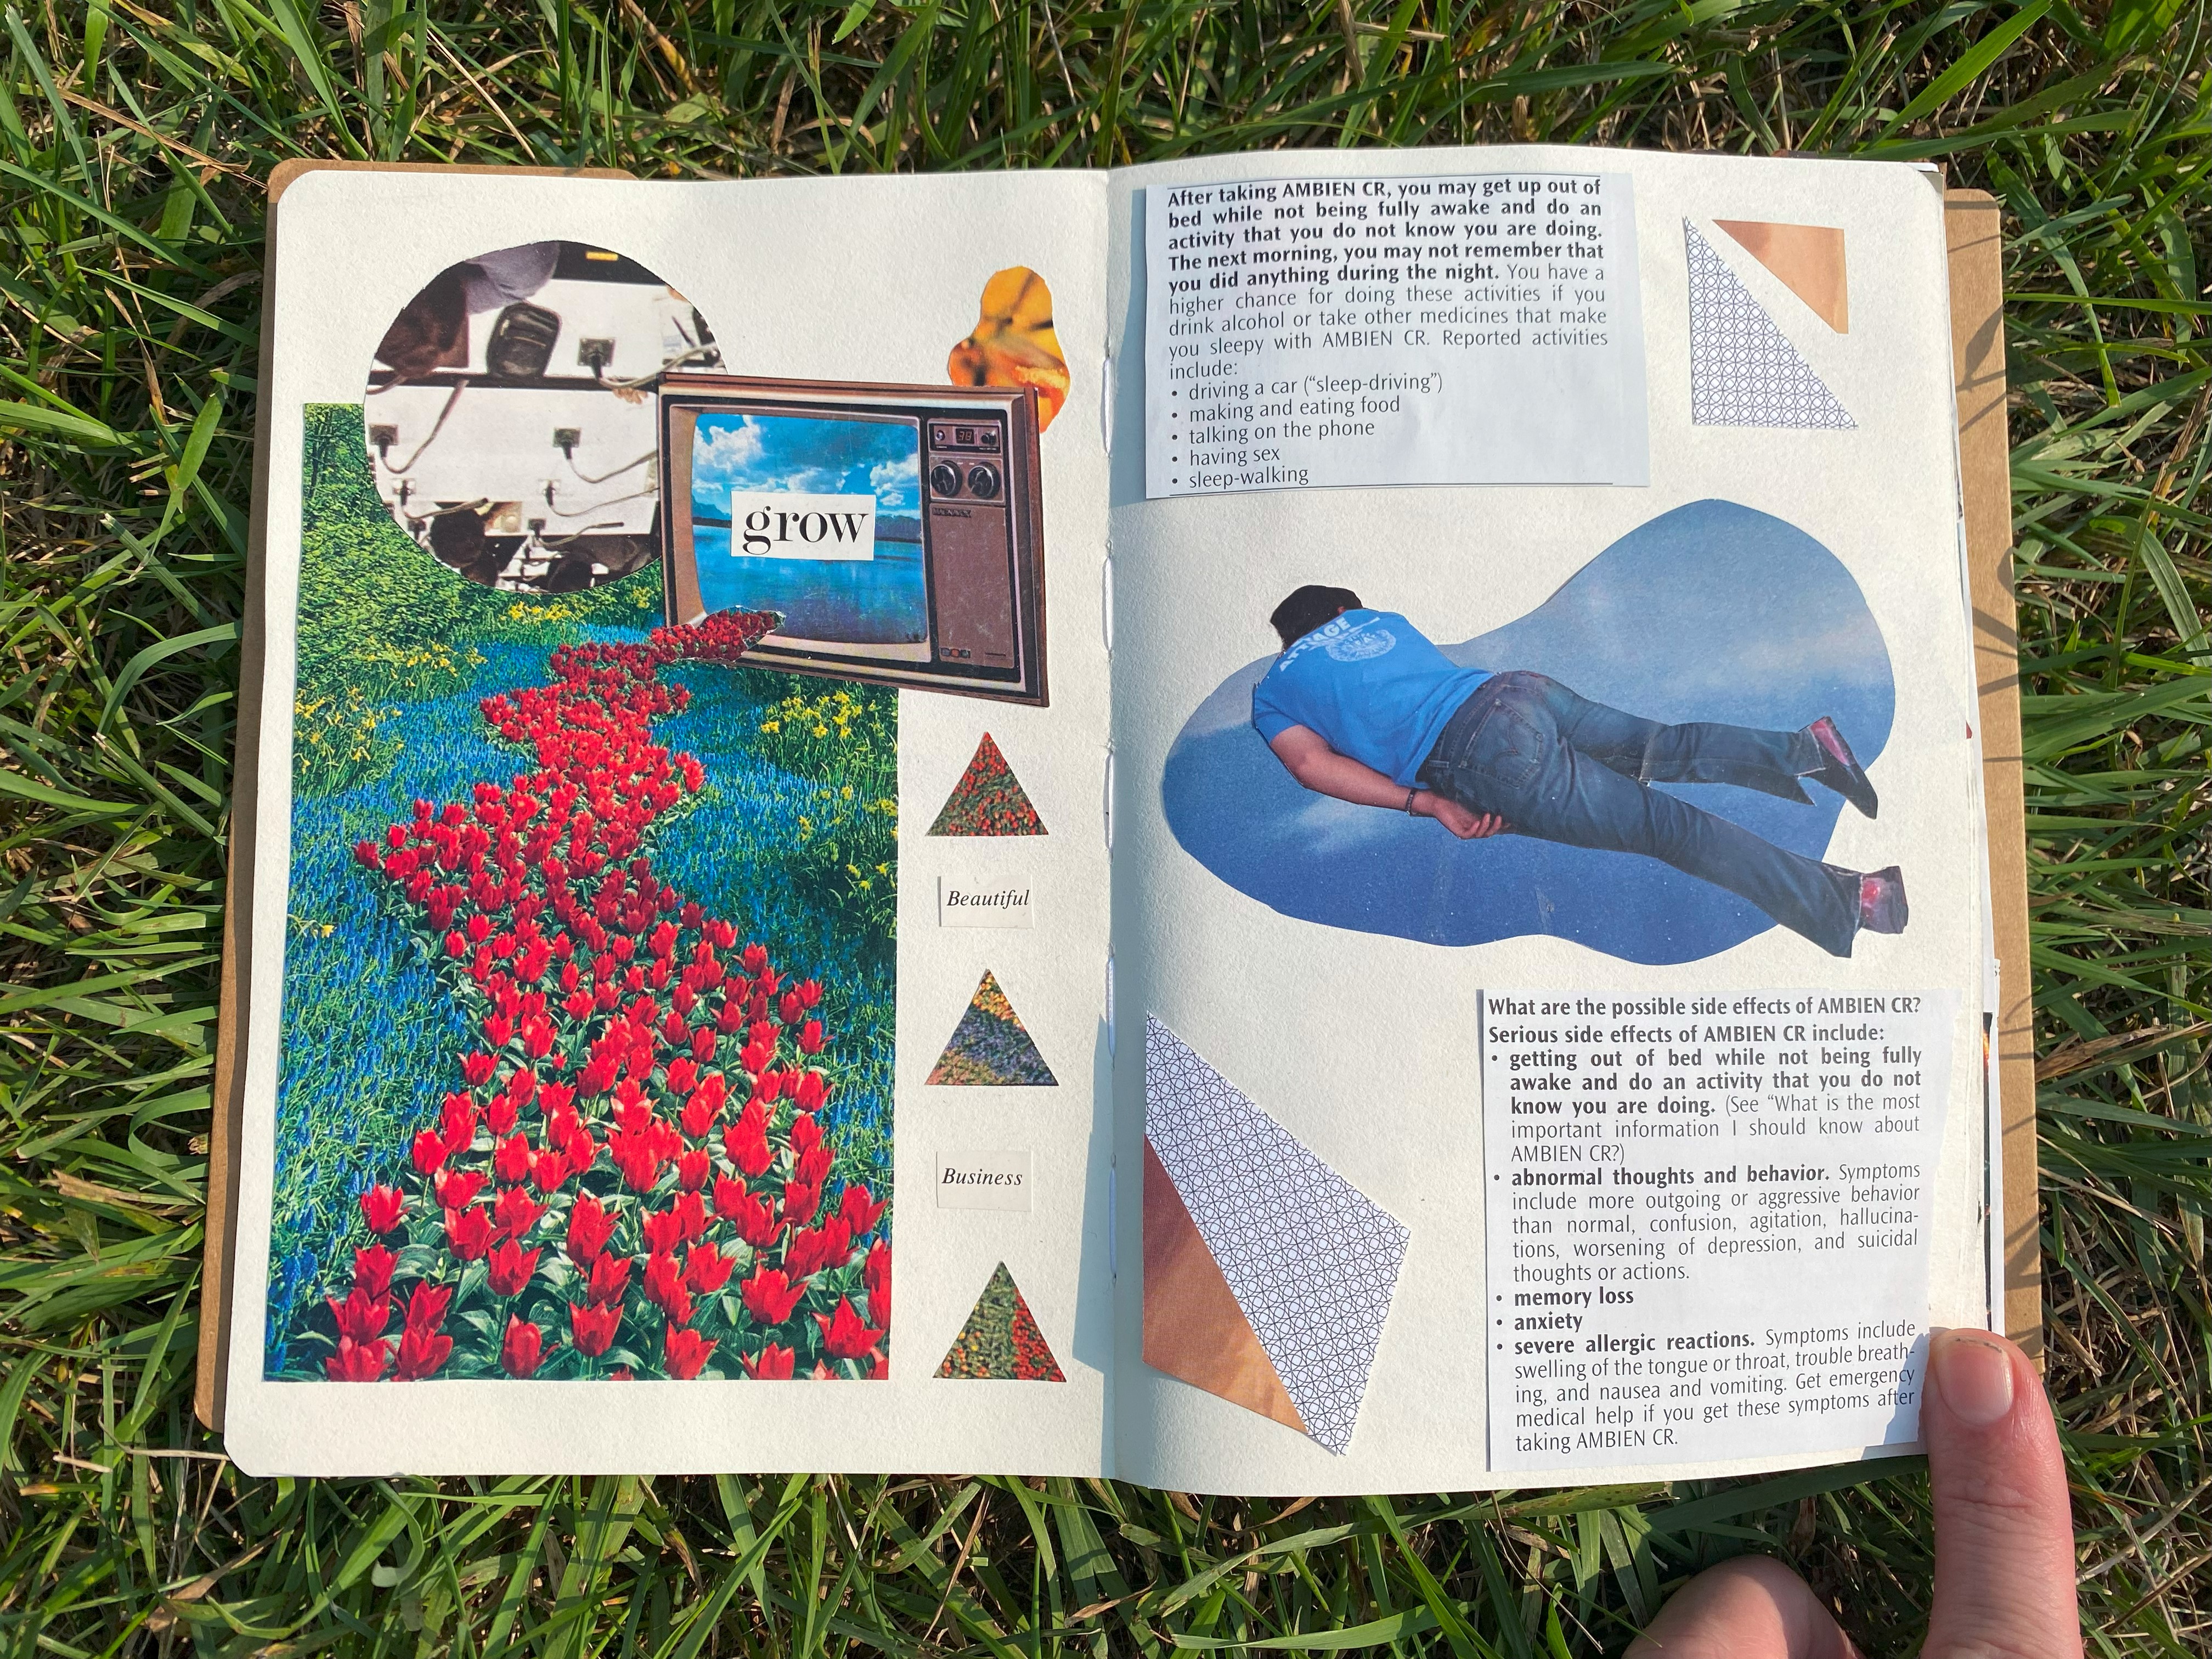 grow
Beautiful
Business
After taking AMBIEN CR, you may get up out of
bed while not being fully awake and do an
activity that you do not know you are doing.
The next morning, you may not remember that
you did anything during the night. You have a
higher chance for doing these activities if you
drink alcohol or take other medicines that make
you sleepy with AMBIEN CR. Reported activities
include:
• driving a car (“sleep-driving”)
• making and eating food
• talking on the phone
• having sex
• sleep-walking
What are the possible side effects of AMBIEN CR?
Serious side effects of AMBIEN CR include:
• getting out of bed while not being fully
awake and do an activity that you do not
know you are doing. (See “What is the most
important information I should know about
AMBIEN CR?)
• abnormal thoughts and behavior. Symptoms
include more outgoing or aggressive behavior
than normal, confusion, agitation, hallucina-
tions, worsening of depression, and suicidal
thoughts or actions.
• memory loss
• anxiety
• severe allergic reactions. Symptoms include
swelling of the tongue or throat, trouble breath-
ing, and nausea and vomiting. Get emergency
medical help if you get these symptoms after
taking AMBIEN CR.